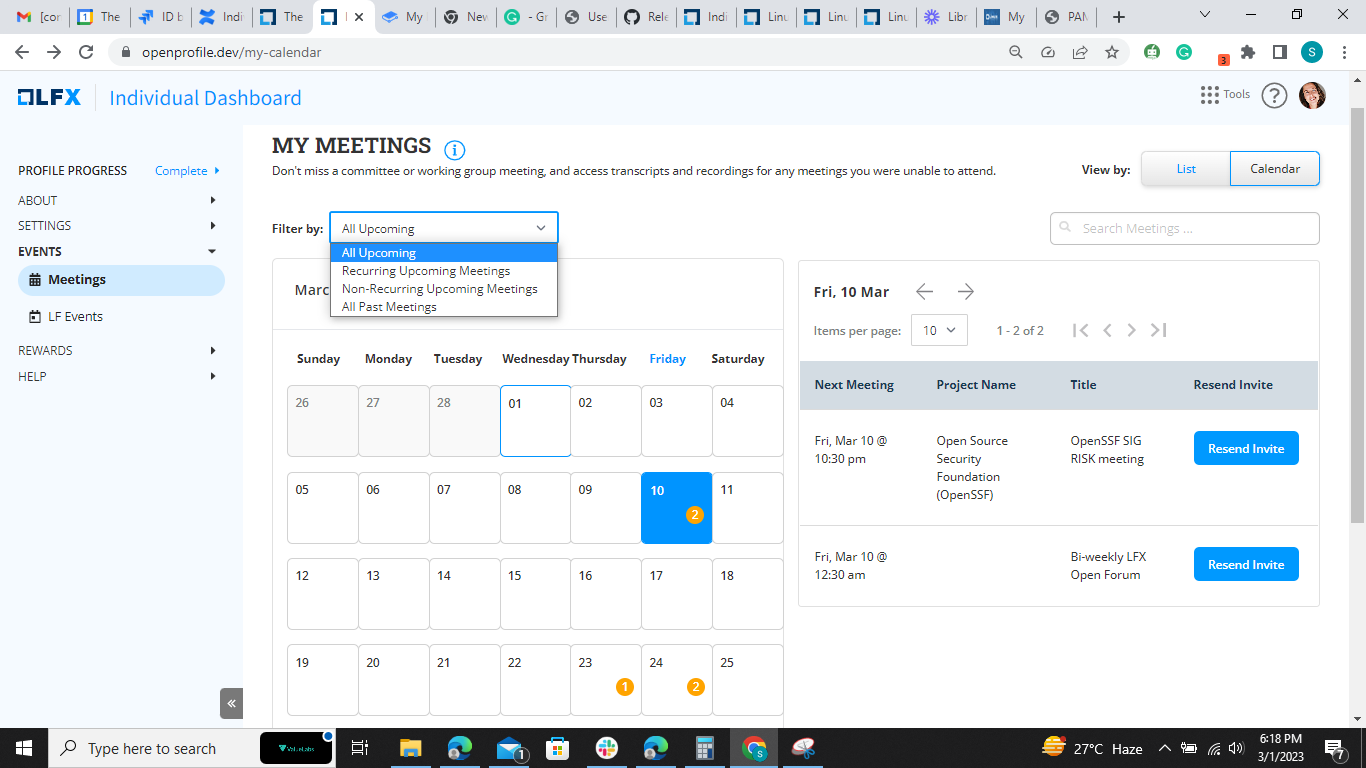 [cor
The
ID b
Indi
The
I
My
Nev
- Gr
Use
Rele
Indi
Linu
Linu
Linu
Libr
My
PAN
openprofile.dev/my-calendar
3
S
LFX
Individual Dashboard
Tools
?
PROFILE PROGRESS
Complete
ABOUT
SETTINGS
EVENTS
Meetings
LF Events
REWARDS
HELP
«
MY MEETINGS
i
Don't miss a committee or working group meeting, and access transcripts and recordings for any meetings you were unable to attend.
View by:
List
Calendar
Filter by:
All Upcoming
Search Meetings ...
All Upcoming
Recurring Upcoming Meetings
Non-Recurring Upcoming Meetings
All Past Meetings
Marc
Sunday Monday Tuesday Wednesday Thursday Friday Saturday
26 27 28 01 02 03 04
05 06 07 08 09 10 11
2
12 13 14 15 16 17 18
19 20 21 22 23 24 25
1 2
Fri, 10 Mar
Items per page: 10 1 - 2 of 2
Next Meeting Project Name Title Resend Invite
Fri, Mar 10 @
10:30 pm
Open Source
Security
Foundation
(OpenSSF)
OpenSSF SIG
RISK meeting
Resend Invite
Fri, Mar 10 @
12:30 am
Bi-weekly LFX
Open Forum
Resend Invite
Type here to search
ValueLabs
1
S
27°C Haze
6:18 PM
3/1/2023
7